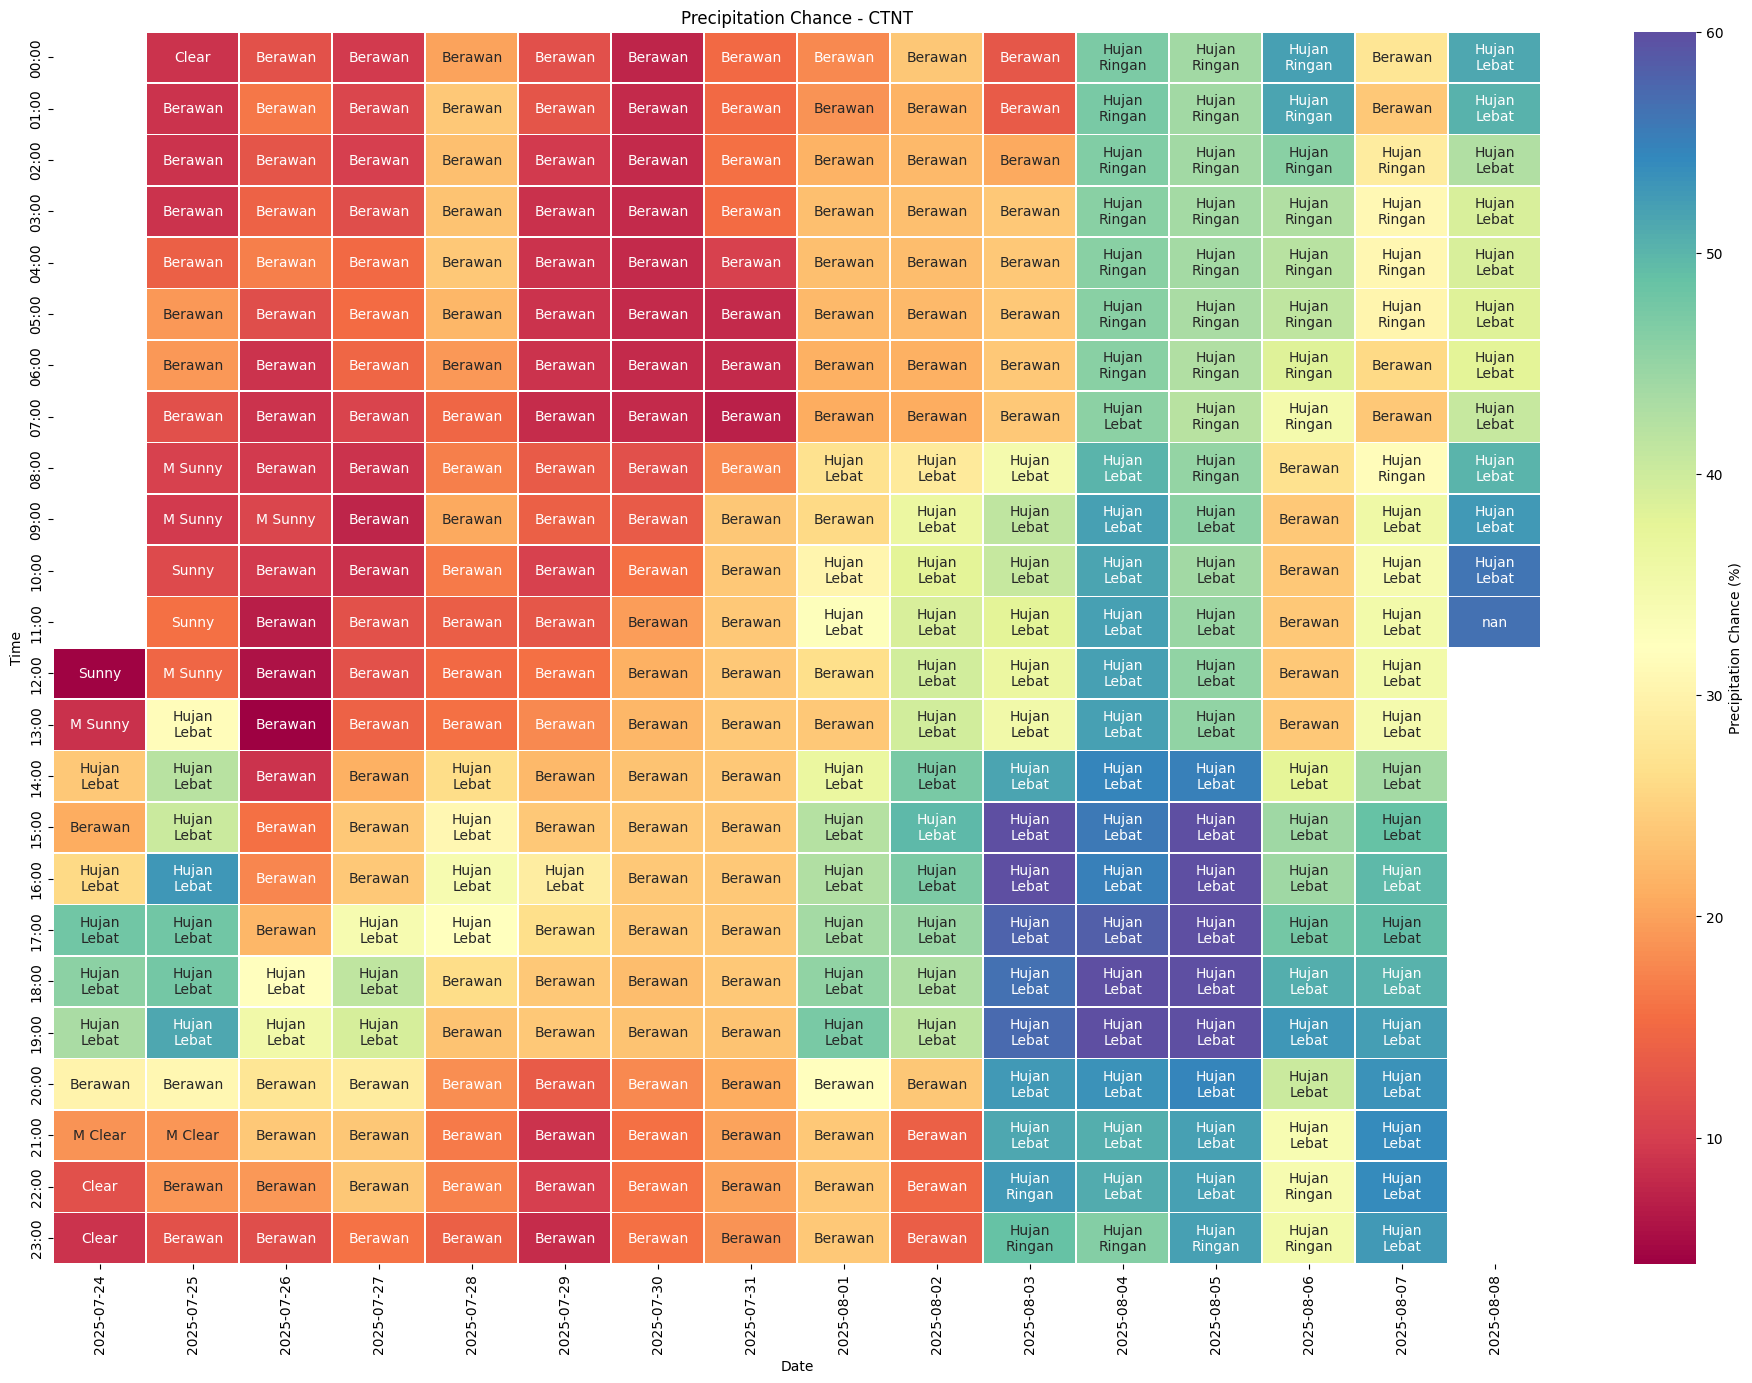 Precipitation Chance - CTNT
00:00 Clear Berawan Berawan Berawan Berawan Berawan Berawan Berawan Berawan Berawan Hujan Ringan Hujan Ringan Hujan Ringan Berawan Hujan Lebat
01:00 Berawan Berawan Berawan Berawan Berawan Berawan Berawan Berawan Berawan Berawan Hujan Ringan Hujan Ringan Hujan Ringan Berawan Hujan Lebat
02:00 Berawan Berawan Berawan Berawan Berawan Berawan Berawan Berawan Berawan Berawan Hujan Ringan Hujan Ringan Hujan Ringan Hujan Ringan Hujan Lebat
03:00 Berawan Berawan Berawan Berawan Berawan Berawan Berawan Berawan Berawan Berawan Hujan Ringan Hujan Ringan Hujan Ringan Hujan Ringan Hujan Lebat
04:00 Berawan Berawan Berawan Berawan Berawan Berawan Berawan Berawan Berawan Berawan Hujan Ringan Hujan Ringan Hujan Ringan Hujan Ringan Hujan Lebat
05:00 Berawan Berawan Berawan Berawan Berawan Berawan Berawan Berawan Berawan Berawan Hujan Ringan Hujan Ringan Hujan Ringan Hujan Ringan Hujan Lebat
06:00 Berawan Berawan Berawan Berawan Berawan Berawan Berawan Berawan Berawan Berawan Hujan Ringan Hujan Ringan Hujan Ringan Berawan Hujan Lebat
07:00 Berawan Berawan Berawan Berawan Berawan Berawan Berawan Berawan Berawan Berawan Hujan Lebat Hujan Ringan Hujan Ringan Berawan Hujan Lebat
08:00 M Sunny Berawan Berawan Berawan Berawan Berawan Berawan Hujan Lebat Hujan Lebat Hujan Lebat Hujan Lebat Hujan Ringan Berawan Hujan Ringan Hujan Lebat
09:00 M Sunny M Sunny Berawan Berawan Berawan Berawan Berawan Berawan Hujan Lebat Hujan Lebat Hujan Lebat Hujan Lebat Berawan Hujan Lebat Hujan Lebat
10:00 Sunny Berawan Berawan Berawan Berawan Berawan Berawan Hujan Lebat Hujan Lebat Hujan Lebat Hujan Lebat Hujan Lebat Berawan Hujan Lebat Hujan Lebat
11:00 Sunny Berawan Berawan Berawan Berawan Berawan Berawan Hujan Lebat Hujan Lebat Hujan Lebat Hujan Lebat Hujan Lebat Berawan Hujan Lebat nan
12:00 Sunny M Sunny Berawan Berawan Berawan Berawan Berawan Berawan Berawan Hujan Lebat Hujan Lebat Hujan Lebat Hujan Lebat Berawan Hujan Lebat
13:00 M Sunny Hujan Lebat Berawan Berawan Berawan Berawan Berawan Berawan Berawan Hujan Lebat Hujan Lebat Hujan Lebat Hujan Lebat Berawan Hujan Lebat
14:00 Hujan Lebat Hujan Lebat Berawan Berawan Hujan Lebat Berawan Berawan Berawan Hujan Lebat Hujan Lebat Hujan Lebat Hujan Lebat Hujan Lebat Hujan Lebat Hujan Lebat
15:00 Berawan Hujan Lebat Berawan Berawan Hujan Lebat Berawan Berawan Berawan Hujan Lebat Hujan Lebat Hujan Lebat Hujan Lebat Hujan Lebat Hujan Lebat Hujan Lebat
16:00 Hujan Lebat Hujan Lebat Berawan Berawan Hujan Lebat Hujan Lebat Berawan Berawan Hujan Lebat Hujan Lebat Hujan Lebat Hujan Lebat Hujan Lebat Hujan Lebat Hujan Lebat
17:00 Hujan Lebat Hujan Lebat Berawan Hujan Lebat Hujan Lebat Berawan Berawan Berawan Hujan Lebat Hujan Lebat Hujan Lebat Hujan Lebat Hujan Lebat Hujan Lebat Hujan Lebat
18:00 Hujan Lebat Hujan Lebat Hujan Lebat Hujan Lebat Berawan Berawan Berawan Berawan Hujan Lebat Hujan Lebat Hujan Lebat Hujan Lebat Hujan Lebat Hujan Lebat Hujan Lebat
19:00 Hujan Lebat Hujan Lebat Hujan Lebat Hujan Lebat Berawan Berawan Berawan Berawan Hujan Lebat Hujan Lebat Hujan Lebat Hujan Lebat Hujan Lebat Hujan Lebat Hujan Lebat
20:00 Berawan Berawan Berawan Berawan Berawan Berawan Berawan Berawan Berawan Berawan Hujan Lebat Hujan Lebat Hujan Lebat Hujan Lebat Hujan Lebat
21:00 M Clear M Clear Berawan Berawan Berawan Berawan Berawan Berawan Berawan Berawan Hujan Lebat Hujan Lebat Hujan Lebat Hujan Lebat Hujan Lebat
22:00 Clear Berawan Berawan Berawan Berawan Berawan Berawan Berawan Berawan Berawan Hujan Ringan Hujan Lebat Hujan Lebat Hujan Ringan Hujan Lebat
23:00 Clear Berawan Berawan Berawan Berawan Berawan Berawan Berawan Berawan Berawan Hujan Ringan Hujan Ringan Hujan Ringan Hujan Ringan Hujan Lebat
Time
2025-07-24 2025-07-25 2025-07-26 2025-07-27 2025-07-28 2025-07-29 2025-07-30 2025-07-31 2025-08-01 2025-08-02 2025-08-03 2025-08-04 2025-08-05 2025-08-06 2025-08-07 2025-08-08
Date
60
50
40
30
20
10
Precipitation Chance (%)